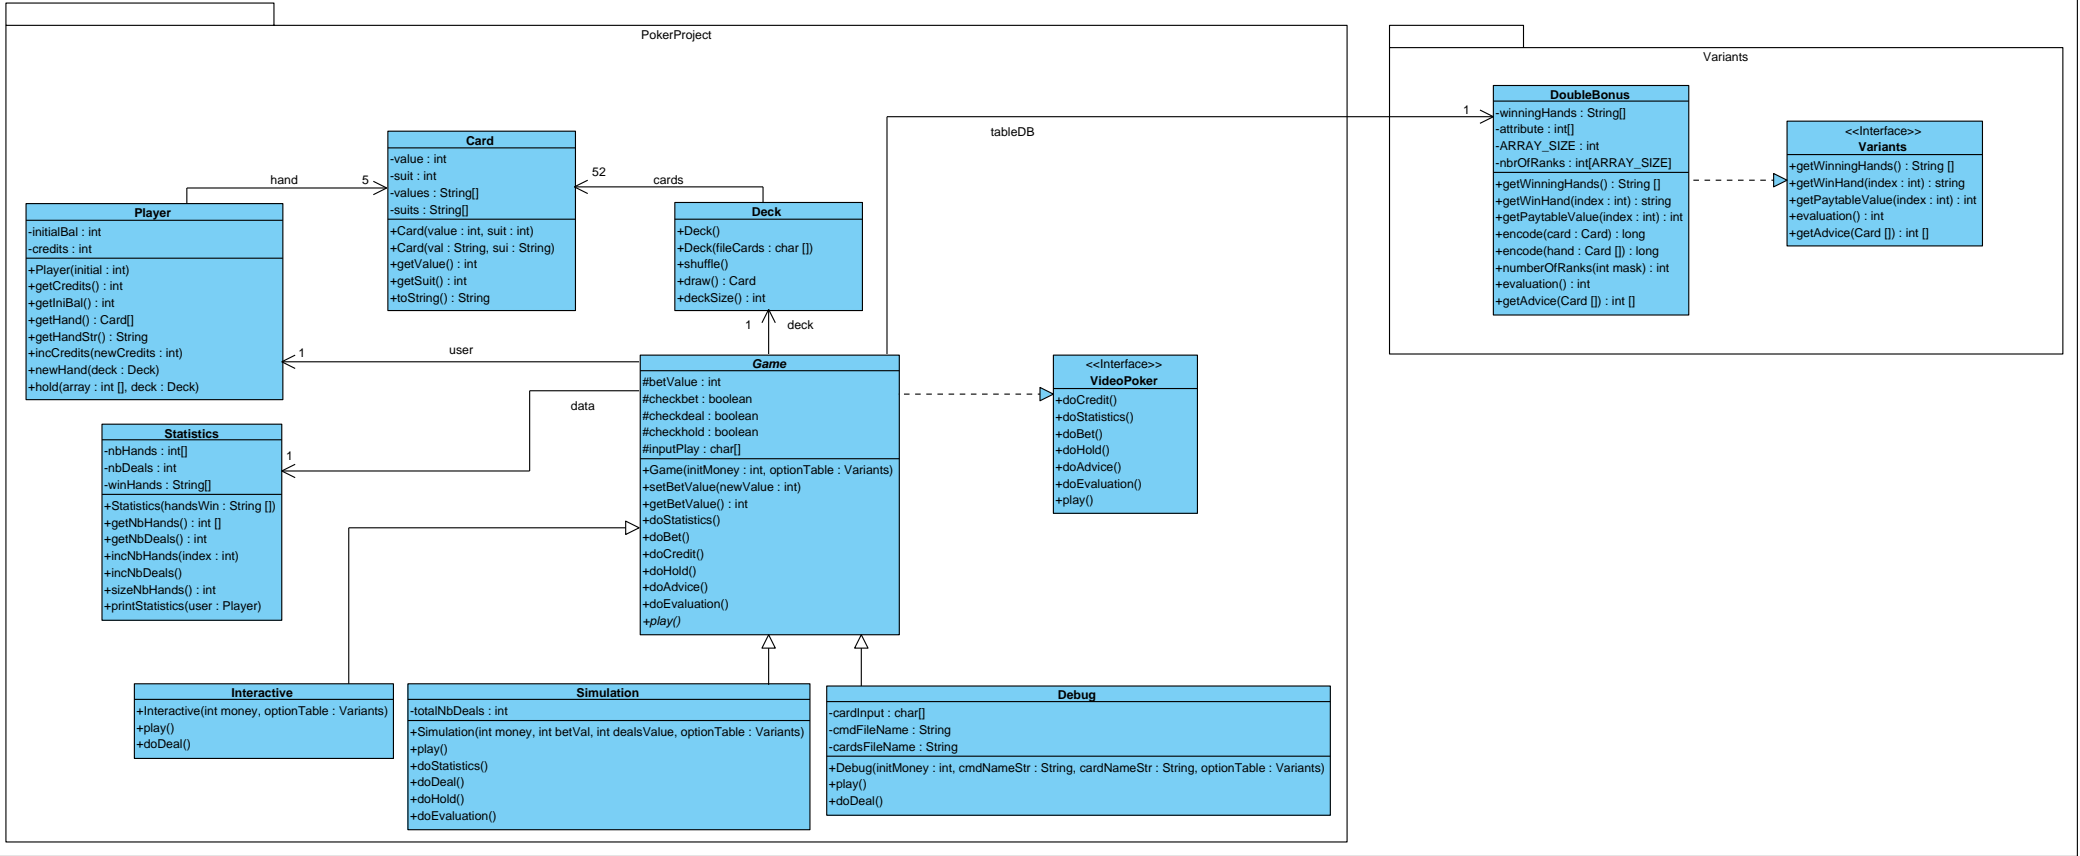 PokerProject
Variants
Card
-value : int
-suit : int
-values : String[]
-suits : String[]
+Card(value : int, suit : int)
+Card(val : String, sui : String)
+getValue() : int
+getSuit() : int
+toString() : String
hand
5
52
cards
Player
-initialBal : int
-credits : int
+Player(initial : int)
+getCredits() : int
+getIniBal() : int
+getHand() : Card[]
+getHandStr() : String
+incCredits(newCredits : int)
+newHand(deck : Deck)
+hold(array : int [], deck : Deck)
Deck
+Deck()
+Deck(fileCards : char [])
+shuffle()
+draw() : Card
+deckSize() : int
1
deck
1
user
data
1
tableDB
1
Statistics
-nbHands : int[]
-nbDeals : int
-winHands : String[]
+Statistics(handsWin : String [])
+getNbHands() : int []
+getNbDeals() : int
+incNbHands(index : int)
+incNbDeals()
+sizeNbHands() : int
+printStatistics(user : Player)
Game
#betValue : int
#checkbet : boolean
#checkdeal : boolean
#checkhold : boolean
#inputPlay : char[]
+Game(initMoney : int, optionTable : Variants)
+setBetValue(newValue : int)
+getBetValue() : int
+doStatistics()
+doBet()
+doCredit()
+doHold()
+doAdvice()
+doEvaluation()
+play()
<<Interface>>
VideoPoker
+doCredit()
+doStatistics()
+doBet()
+doHold()
+doAdvice()
+doEvaluation()
+play()
DoubleBonus
-winningHands : String[]
-attribute : int[]
-ARRAY_SIZE : int
-nbrOfRanks : int[ARRAY_SIZE]
+getWinningHands() : String []
+getWinHand(index : int) : string
+getPaytableValue(index : int) : int
+encode(card : Card) : long
+encode(hand : Card []) : long
+numberOfRanks(int mask) : int
+evaluation() : int
+getAdvice(Card []) : int []
<<Interface>>
Variants
+getWinningHands() : String []
+getWinHand(index : int) : string
+getPaytableValue(index : int) : int
+evaluation() : int
+getAdvice(Card []) : int []
Interactive
+Interactive(int money, optionTable : Variants)
+play()
+doDeal()
Simulation
-totalNbDeals : int
+Simulation(int money, int betVal, int dealsValue, optionTable : Variants)
+play()
+doStatistics()
+doDeal()
+doHold()
+doEvaluation()
Debug
-cardInput : char[]
-cmdFileName : String
-cardsFileName : String
+Debug(initMoney : int, cmdNameStr : String, cardNameStr : String, optionTable : Variants)
+play()
+doDeal()